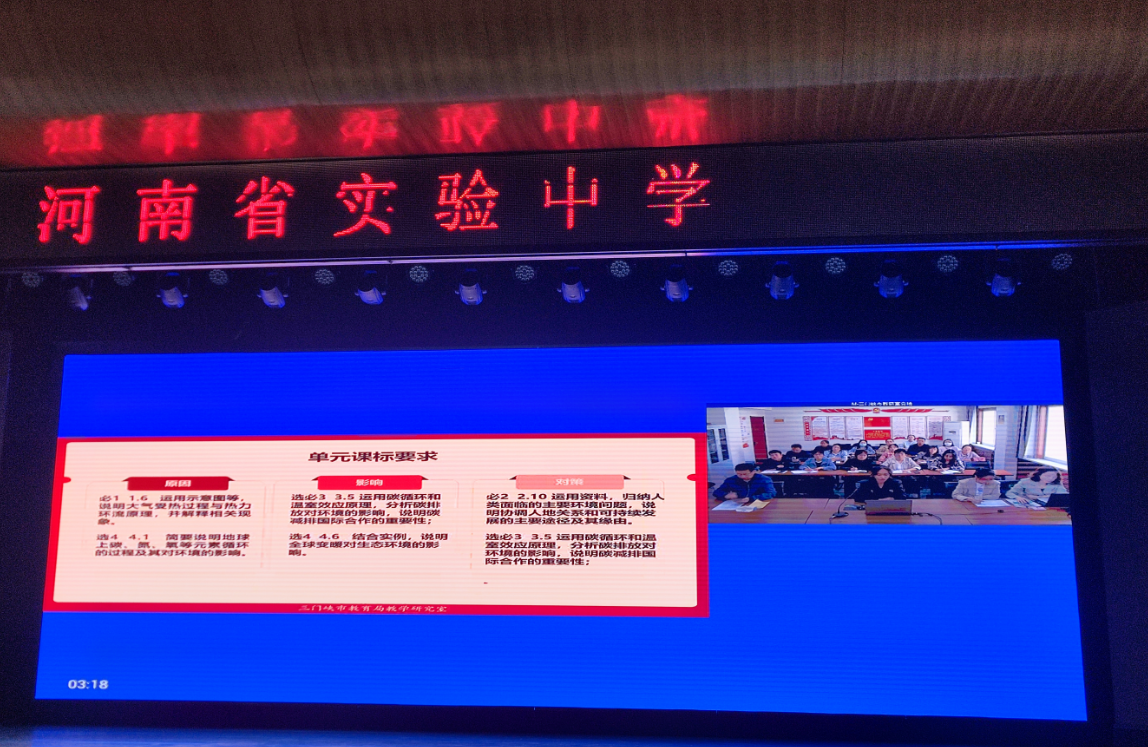 河南省实验中学
单元课标要求
原因
必1 1.6 运用示意图等,
说明大气受热过程与热力
环流原理,并解释相关现
象。
选4 4.1 简要说明地球
上碳、氮、氧等元素循环
的过程及其对环境的影响。
影响
选必3 3.5 运用碳循环和
温室效应原理,分析碳排
放对环境的影响,说明碳
减排国际合作的重要性;
选4 4.6 结合实例,说明
全球变暖对生态环境的影
响。
对策
必2 2.10 运用资料,归纳人
类面临的主要环境问题,说
明协调人地关系和可持续发
展的主要途径及其缘由。
选必3 3.5 运用碳循环和温
室效应原理,分析碳排放对
环境的影响,说明碳减排国
际合作的重要性;
三门峡市教育局教学研究室
03:18